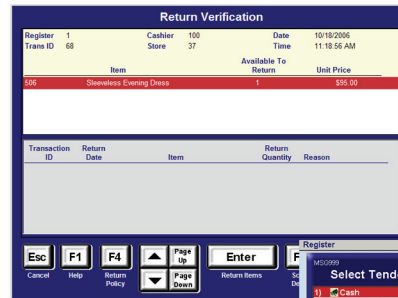 Return Verification
Register 1 Cashier 100 Date 10/18/2006
Trans ID 68 Store 37 Time 11:18:56 AM
Item Available To Return Unit Price
506 Sleeveless Evening Dress 1 $95.00
Transaction ID Return Date Item Return Quantity Reason
Esc F1 F4 Page Up Enter F
Cancel Help Return Policy Page Down Return Items
Register
MSG999
Select Tend
1) Cash